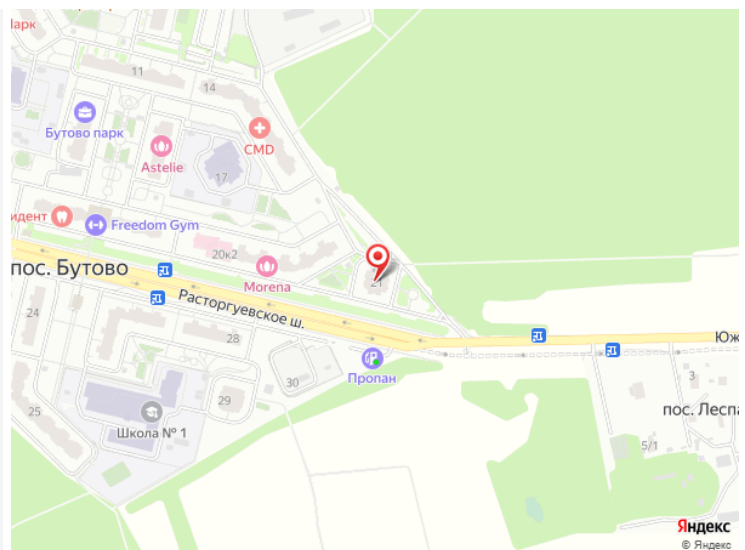 Парк
11
14
CMD
Бутово парк
Astelie
17
идент
Freedom Gym
20к2
Morena
21
пос. Бутово
Расторгуевское ш.
24
28
30
Пропан
25
29
Школа № 1
Юж
3
пос. Леспа
5/1
Яндекс
© Яндекс